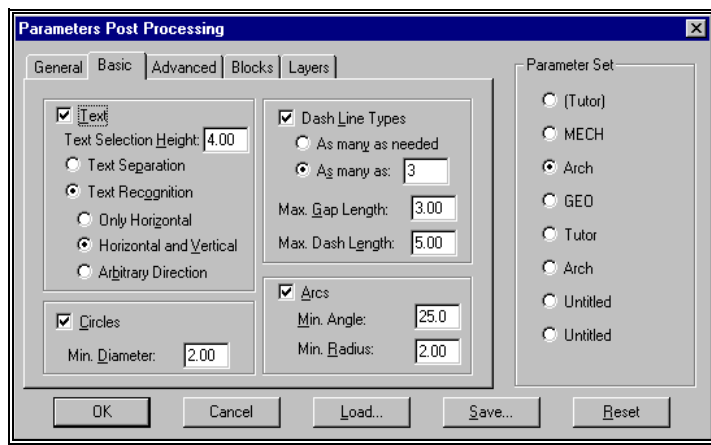 Parameters Post Processing
General Basic Advanced Blocks Layers
Text
Text Selection Height: 4.00
Text Separation
Text Recognition
Only Horizontal
Horizontal and Vertical
Arbitrary Direction
Circles
Min. Diameter: 2.00
Dash Line Types
As many as needed
As many as: 3
Max. Gap Length: 3.00
Max. Dash Length: 5.00
Arcs
Min. Angle: 25.0
Min. Radius: 2.00
Parameter Set
(Tutor)
MECH
Arch
GEO
Tutor
Arch
Untitled
Untitled
OK Cancel Load... Save... Reset